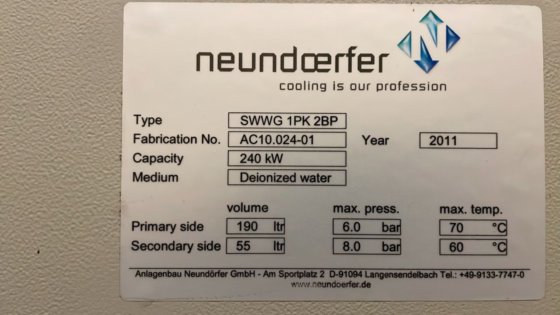 neundœrfer
cooling is our profession
Type SWWG 1PK 2BP
Fabrication No. AC10.024-01 Year 2011
Capacity 240 kW
Medium Deionized water
volume max. press. max. temp.
Primary side 190 ltr 6.0 bar 70 °C
Secondary side 55 ltr 8.0 bar 60 °C
Anlagenbau Neundörfer GmbH - Am Sportplatz 2 D-91094 Langensendelbach Tel.: +49-9133-7747-0
www.neundoerfer.de